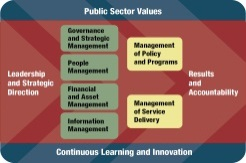 Public Sector Values
Governance
and Strategic
Management
Management
of Policy
and Programs
People
Management
Leadership
and Strategic
Direction
Results
and
Accountability
Financial
and Asset
Management
Management
of Service
Delivery
Information
Management
Continuous Learning and Innovation